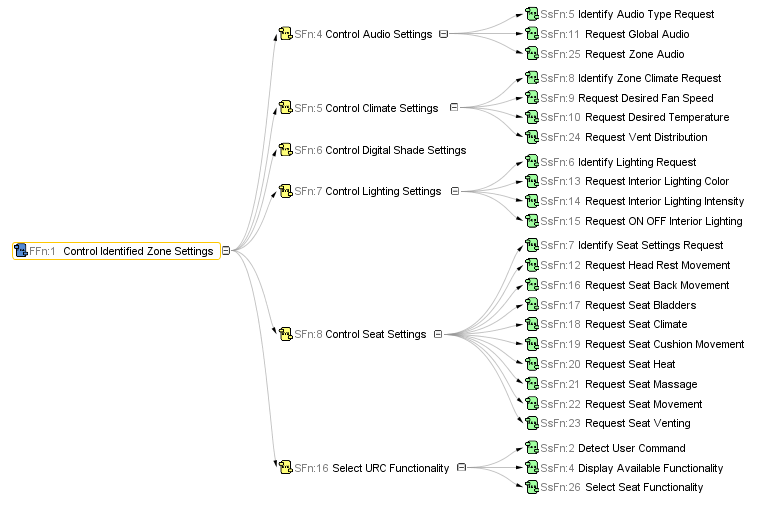 SFn:4 Control Audio Settings
SsFn:5 Identify Audio Type Request
SsFn:11 Request Global Audio
SsFn:25 Request Zone Audio
SFn:5 Control Climate Settings
SsFn:8 Identify Zone Climate Request
SsFn:9 Request Desired Fan Speed
SsFn:10 Request Desired Temperature
SsFn:24 Request Vent Distribution
SFn:6 Control Digital Shade Settings
SFn:7 Control Lighting Settings
SsFn:6 Identify Lighting Request
SsFn:13 Request Interior Lighting Color
SsFn:14 Request Interior Lighting Intensity
SsFn:15 Request ON OFF Interior Lighting
FFn:1 Control Identified Zone Settings
SFn:8 Control Seat Settings
SsFn:7 Identify Seat Settings Request
SsFn:12 Request Head Rest Movement
SsFn:16 Request Seat Back Movement
SsFn:17 Request Seat Bladders
SsFn:18 Request Seat Climate
SsFn:19 Request Seat Cushion Movement
SsFn:20 Request Seat Heat
SsFn:21 Request Seat Massage
SsFn:22 Request Seat Movement
SsFn:23 Request Seat Venting
SFn:16 Select URC Functionality
SsFn:2 Detect User Command
SsFn:4 Display Available Functionality
SsFn:26 Select Seat Functionality